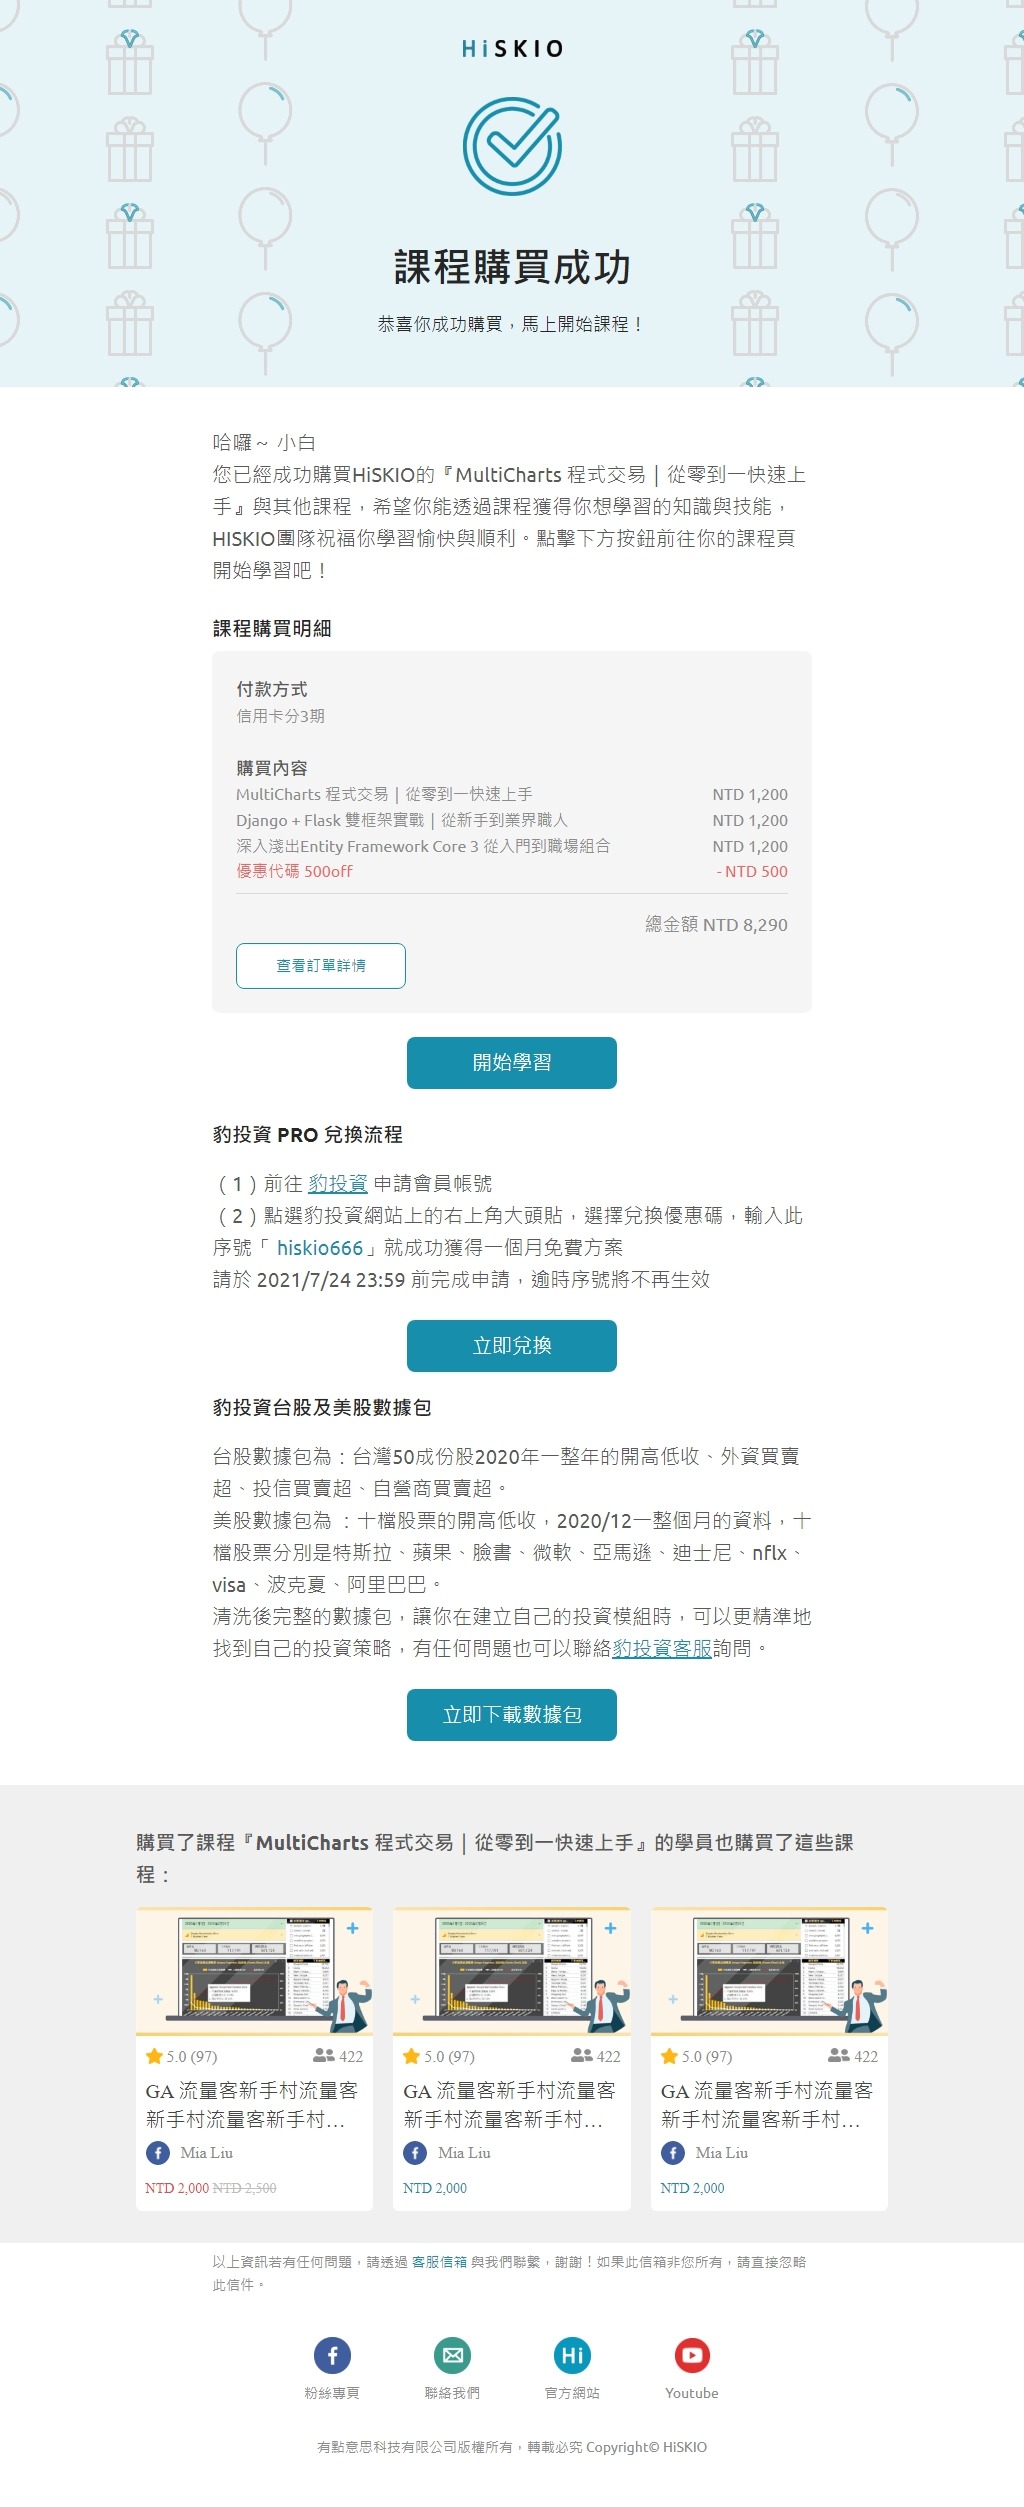 HiSKIO
課程購買成功
恭喜你成功購買，馬上開始課程！
哈囉～ 小白
您已經成功購買HiSKIO的『MultiCharts 程式交易｜從零到一快速上
手』與其他課程，希望你能透過課程獲得你想學習的知識與技能，
HISKIO團隊祝福你學習愉快與順利。點擊下方按鈕前往你的課程頁
開始學習吧！
課程購買明細
付款方式
信用卡分3期
購買內容
MultiCharts 程式交易｜從零到一快速上手 NTD 1,200
Django + Flask 雙框架實戰｜從新手到業界職人 NTD 1,200
深入淺出Entity Framework Core 3 從入門到職場組合 NTD 1,200
優惠代碼 500off - NTD 500
總金額 NTD 8,290
查看訂單詳情
開始學習
豹投資 PRO 兌換流程
（1）前往 豹投資 申請會員帳號
（2）點選豹投資網站上的右上角大頭貼，選擇兌換優惠碼，輸入此
序號「 hiskio666」就成功獲得一個月免費方案
請於 2021/7/24 23:59 前完成申請，逾時序號將不再生效
立即兌換
豹投資台股及美股數據包
台股數據包為：台灣50成份股2020年一整年的開高低收、外資買賣
超、投信買賣超、自營商買賣超。
美股數據包為 ：十檔股票的開高低收，2020/12一整個月的資料，十
檔股票分別是特斯拉、蘋果、臉書、微軟、亞馬遜、迪士尼、nflx、
visa、波克夏、阿里巴巴。
清洗後完整的數據包，讓你在建立自己的投資模組時，可以更精準地
找到自己的投資策略，有任何問題也可以聯絡豹投資客服詢問。
立即下載數據包
購買了課程『MultiCharts 程式交易｜從零到一快速上手』的學員也購買了這些課
程：
5.0 (97) 422
GA 流量客新手村流量客
新手村流量客新手村...
Mia Liu
NTD 2,000 NTD 2,500
5.0 (97) 422
GA 流量客新手村流量客
新手村流量客新手村...
Mia Liu
NTD 2,000
5.0 (97) 422
GA 流量客新手村流量客
新手村流量客新手村...
Mia Liu
NTD 2,000
以上資訊若有任何問題，請透過 客服信箱 與我們聯繫，謝謝！如果此信箱非您所有，請直接忽略
此信件。
Hi
粉絲專頁 聯絡我們 官方網站 Youtube
有點意思科技有限公司版權所有，轉載必究 Copyright© HiSKIO